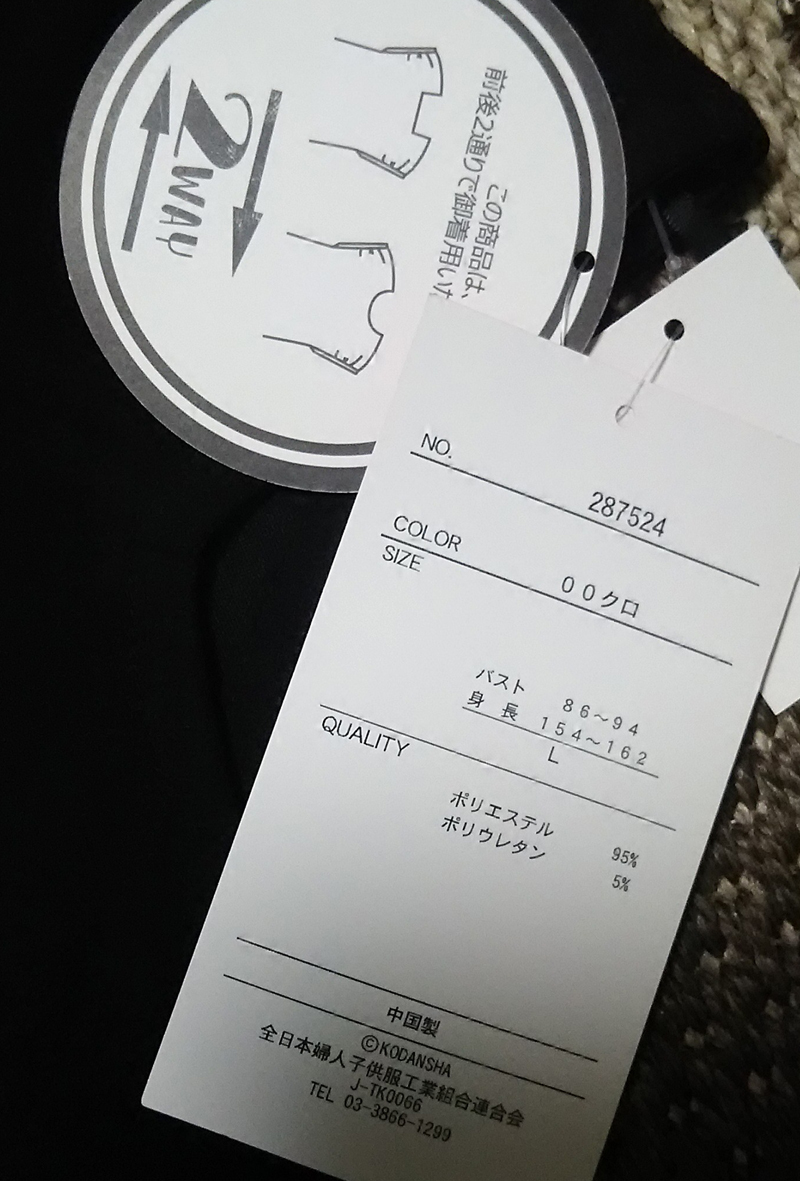 この商品は、
前後2通りで御着用いた
2WAY
NO.
287524
COLOR
００クロ
SIZE
バスト ８６～９４
身 長 １５４～１６２
L
QUALITY
ポリエステル 95%
ポリウレタン 5%
中国製
©KODANSHA
全日本婦人子供服工業組合連合会
J-TK0066
TEL 03-3866-1299